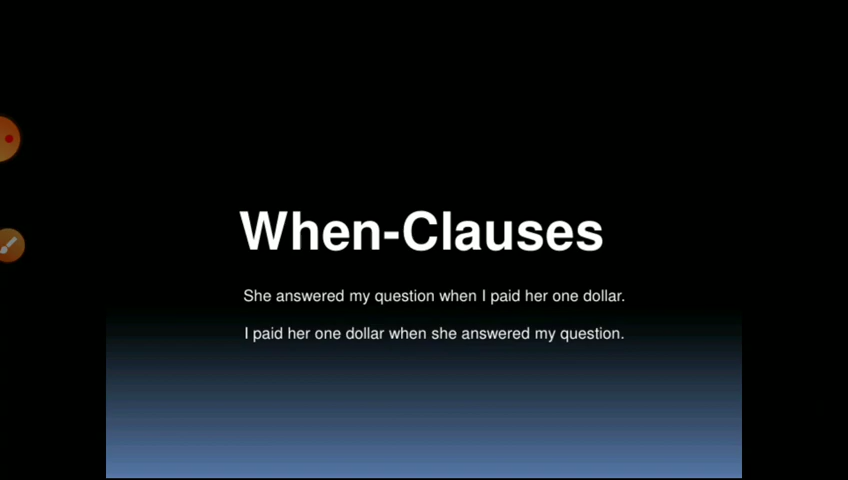 When-Clauses
She answered my question when I paid her one dollar.
I paid her one dollar when she answered my question.